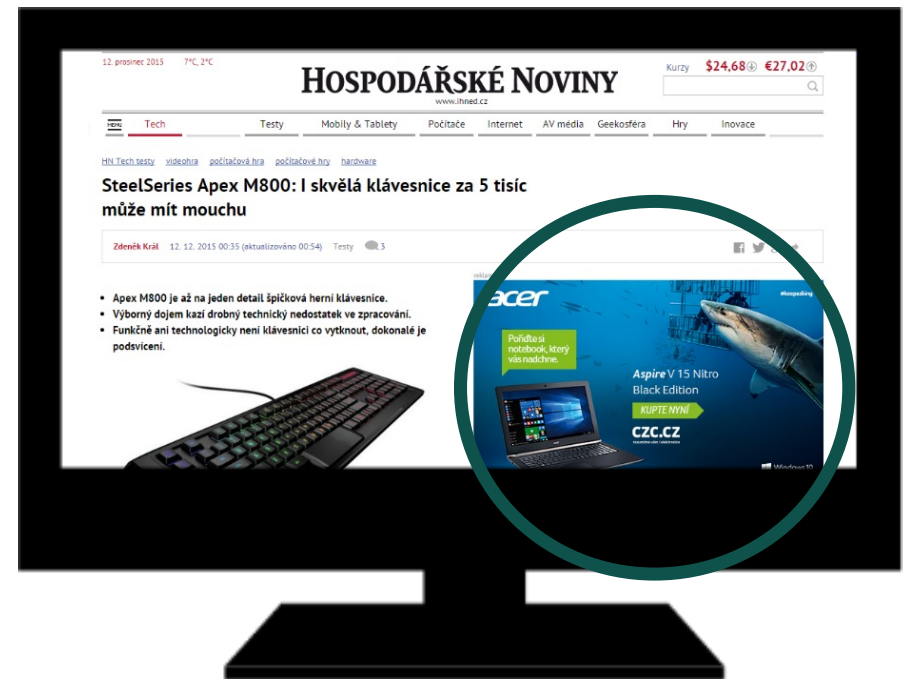 12. prosinec 2015 7°C, 2°C
HOSPODÁŘSKÉ NOVINY
www.ihned.cz
Kurzy $24,68 €27,02
MENU Tech Testy Mobily & Tablety Počítače Internet AV média Geekosféra Hry Inovace
HN Tech testy videohra počítačová hra počítačové hry hardware
SteelSeries Apex M800: I skvělá klávesnice za 5 tisíc
může mít mouchu
Zdeněk Král 12. 12. 2015 00:35 (aktualizováno 00:54) Testy 3
• Apex M800 je až na jeden detail špičková herní klávesnice.
• Výborný dojem kazí drobný technický nedostatek ve zpracování.
• Funkčně ani technologicky není klávesnici co vytknout, dokonalé je
podsvícení.
acer
Pořiďte si
notebook, který
vás nadchne.
Aspire V 15 Nitro
Black Edition
KUPTE NYNÍ
CZC.CZ
Windows 10